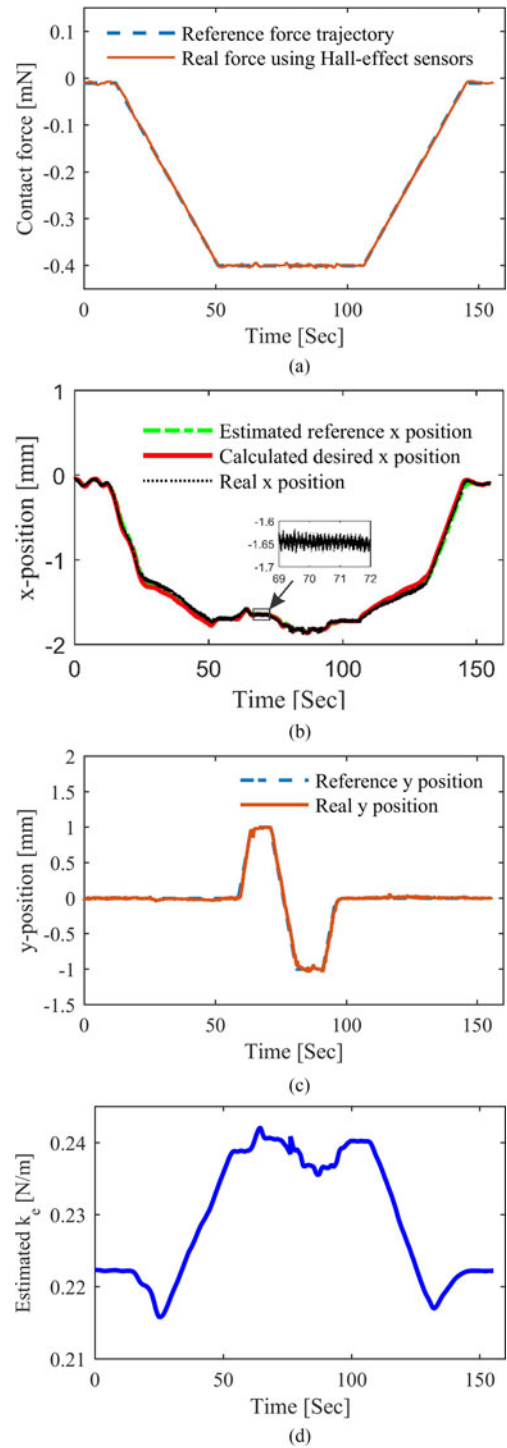 0.1
0
-0.1
-0.2
-0.3
-0.4
Contact force [mN]
Reference force trajectory
Real force using Hall-effect sensors
0 50 100 150
Time [Sec]
(a)
1
0
-1
-2
x-position [mm]
Estimated reference x position
Calculated desired x position
Real x position
-1.6
-1.65
-1.7
69 70 71 72
0 50 100 150
Time [Sec]
(b)
2
1.5
1
0.5
0
-0.5
-1
-1.5
y-position [mm]
Reference y position
Real y position
0 50 100 150
Time [Sec]
(c)
0.24
0.23
0.22
0.21
Estimated k_e [N/m]
0 50 100 150
Time [Sec]
(d)